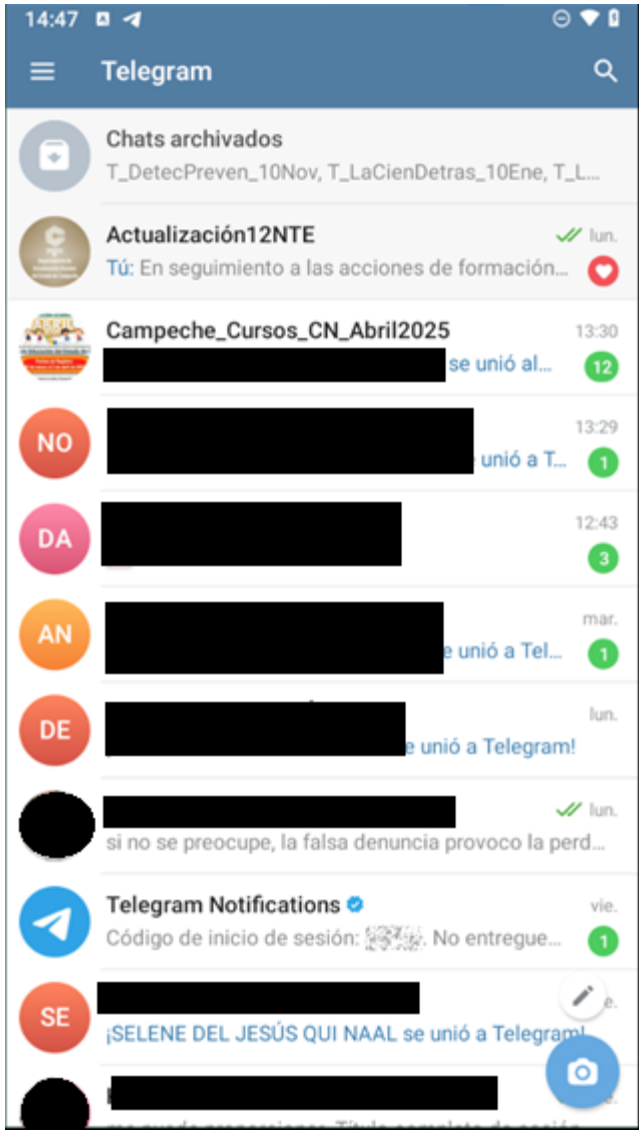 14:47
Telegram
Chats archivados
T_DetecPreven_10Nov, T_LaCienDetras_10Ene, T_L...
Actualización12NTE lun.
Tú: En seguimiento a las acciones de formación...
Campeche_Cursos_CN_Abril2025 13:30
se unió al... 12
NO 13:29
unió a T... 1
DA 12:43
3
AN mar.
e unió a Tel... 1
DE lun.
e unió a Telegram!
lun.
si no se preocupe, la falsa denuncia provoco la perd...
Telegram Notifications vie.
Código de inicio de sesión: . No entregue... 1
SE
¡SELENE DEL JESÚS QUI NAAL se unió a Telegram!